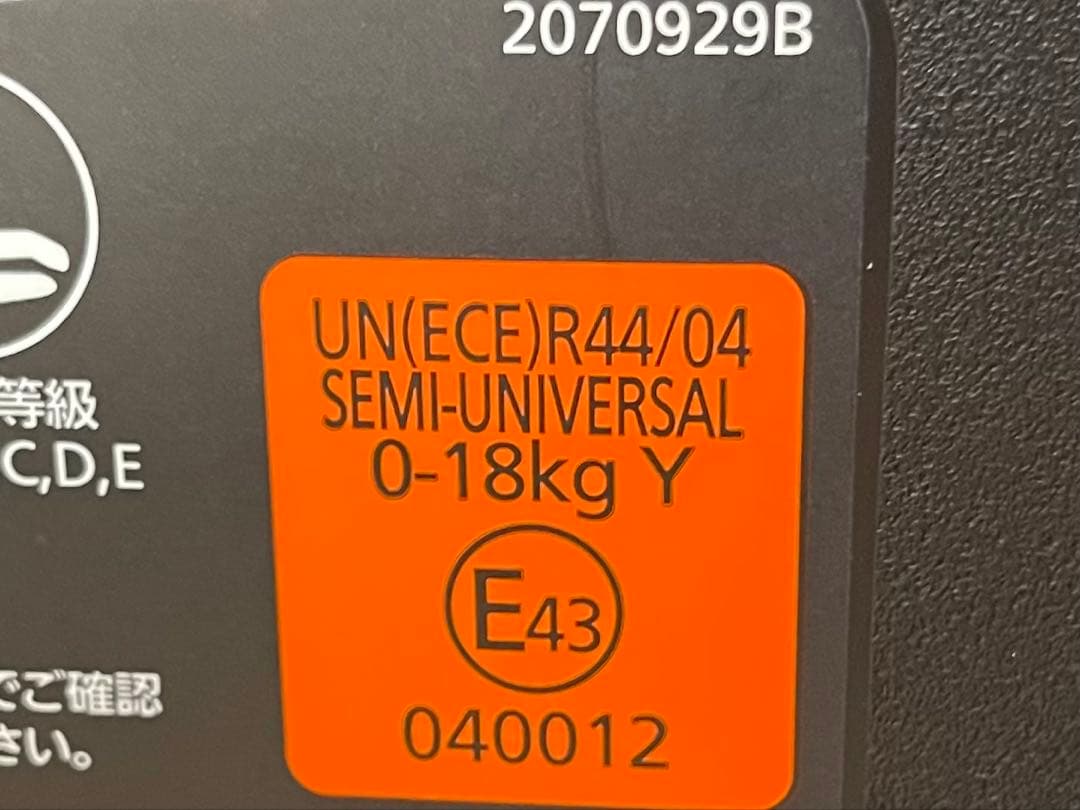 2070929B
等級
C,D,E
でご確認
さい。
UN(ECE)R44/04
SEMI-UNIVERSAL
0-18kg Y
E43
040012